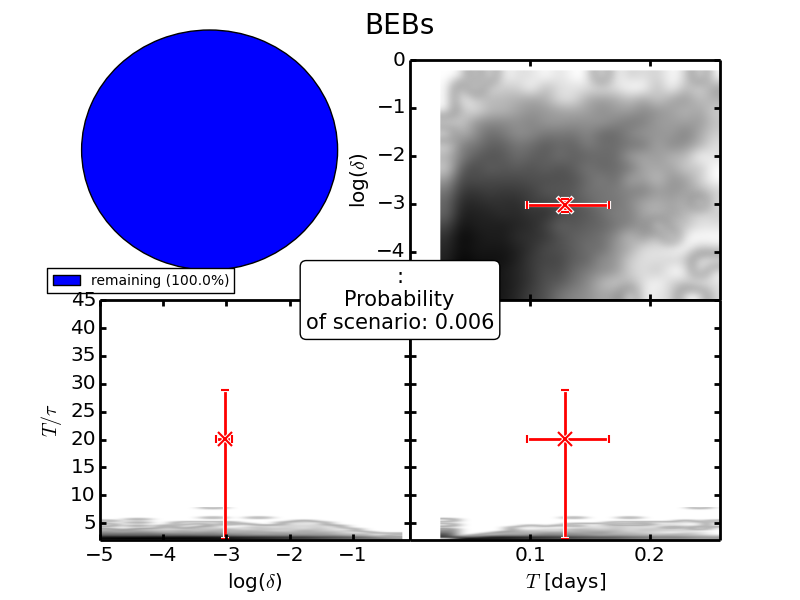 BEBs
0
−1
−2
−3
−4
log(δ)
remaining (100.0%)
:
Probability
of scenario: 0.006
45
40
35
30
25
20
15
10
5
T/τ
−5 −4 −3 −2 −1
log(δ)
0.1 0.2
T [days]